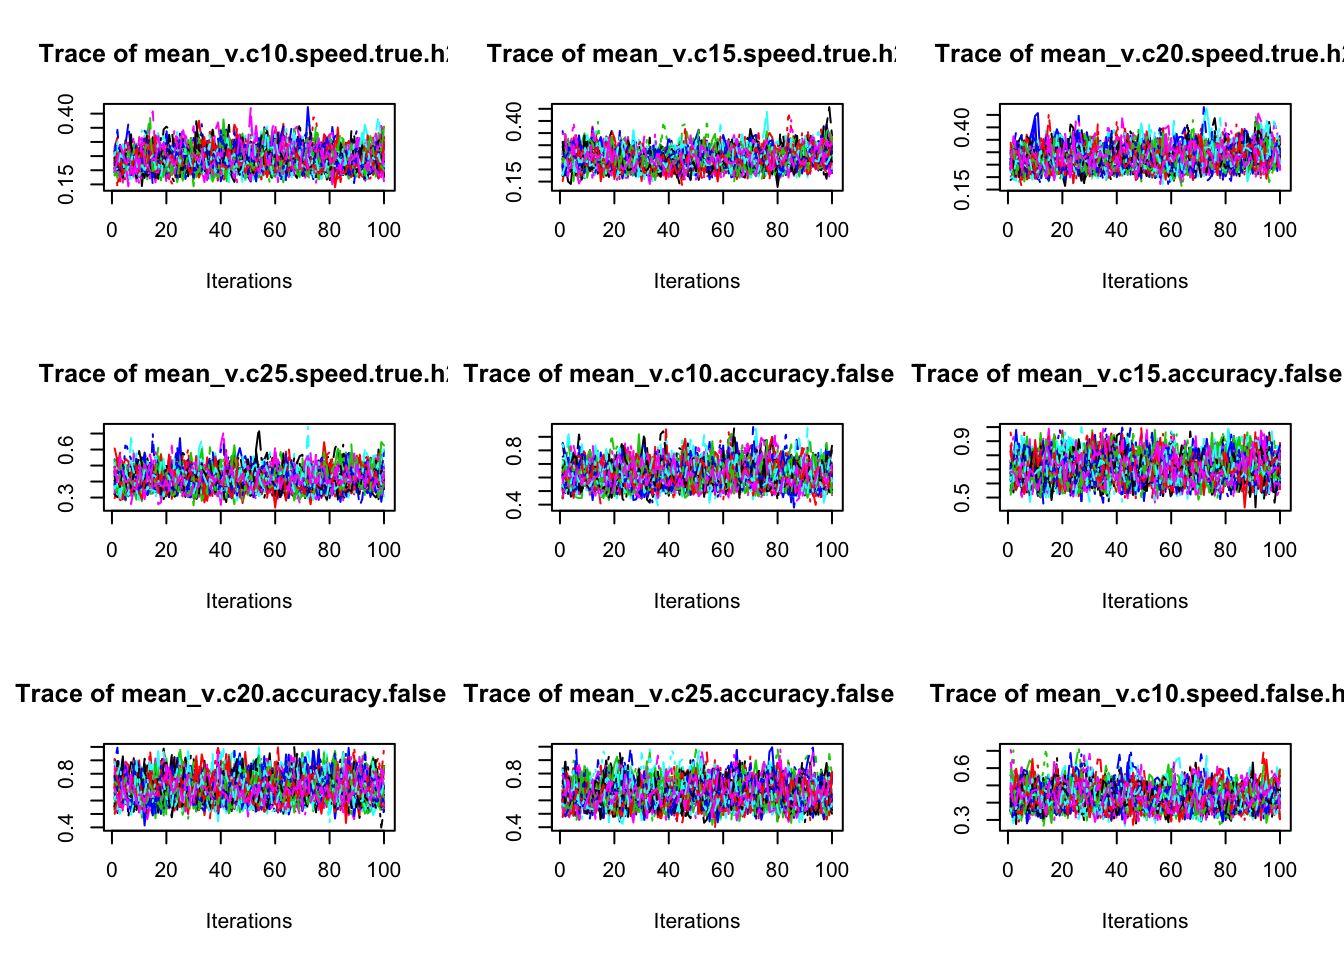 Trace of mean_v.c10.speed.true.h
Trace of mean_v.c15.speed.true.h
Trace of mean_v.c20.speed.true.h
0.40
0.15
0 20 40 60 80 100
Iterations
0.40
0.15
0 20 40 60 80 100
Iterations
0.40
0.15
0 20 40 60 80 100
Iterations
Trace of mean_v.c25.speed.true.h
Trace of mean_v.c10.accuracy.false
Trace of mean_v.c15.accuracy.false
0.6
0.3
0 20 40 60 80 100
Iterations
0.8
0.4
0 20 40 60 80 100
Iterations
0.9
0.5
0 20 40 60 80 100
Iterations
Trace of mean_v.c20.accuracy.false
Trace of mean_v.c25.accuracy.false
Trace of mean_v.c10.speed.false.h
0.8
0.4
0 20 40 60 80 100
Iterations
0.8
0.4
0 20 40 60 80 100
Iterations
0.6
0.3
0 20 40 60 80 100
Iterations